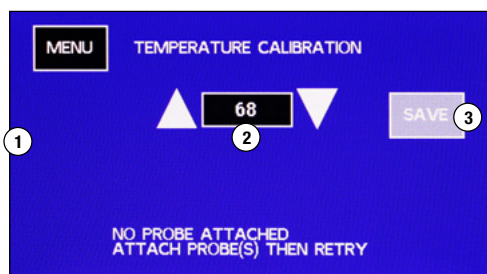 MENU
TEMPERATURE CALIBRATION
68
SAVE
1
2
3
NO PROBE ATTACHED
ATTACH PROBE(S) THEN RETRY